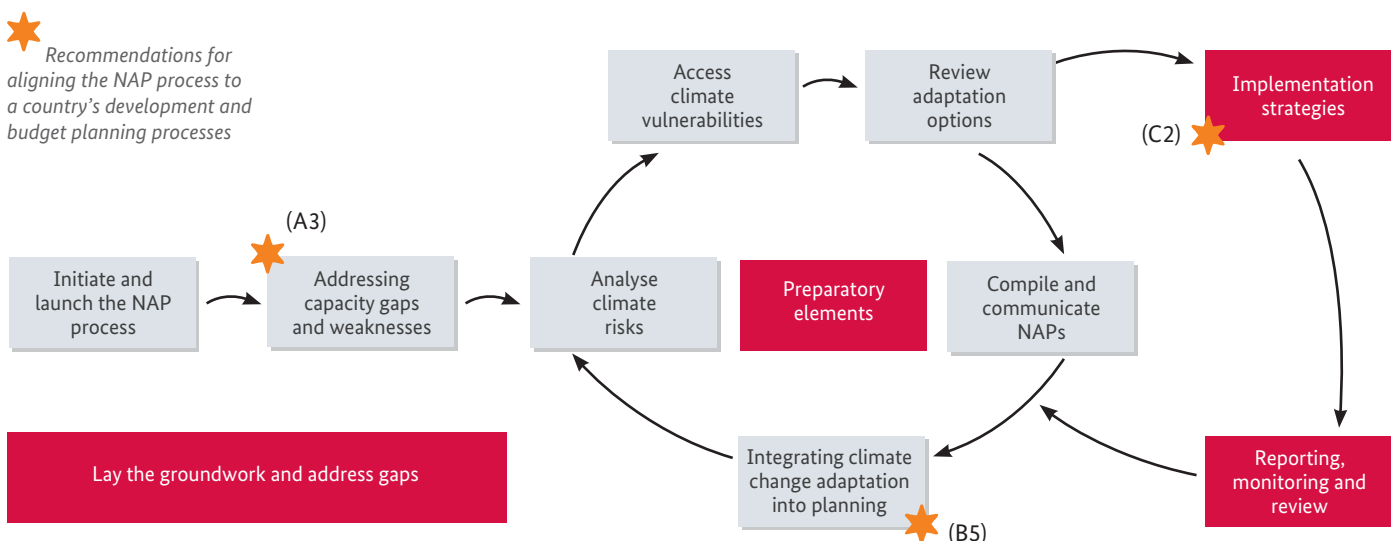 Recommendations for
aligning the NAP process to
a country's development and
budget planning processes
Access
climate
vulnerabilities
Review
adaptation
options
Implementation
strategies
(C2)
(A3)
Initiate and
launch the NAP
process
Addressing
capacity gaps
and weaknesses
Analyse
climate
risks
Preparatory
elements
Compile and
communicate
NAPs
Lay the groundwork and address gaps
Integrating climate
change adaptation
into planning
(B5)
Reporting,
monitoring and
review